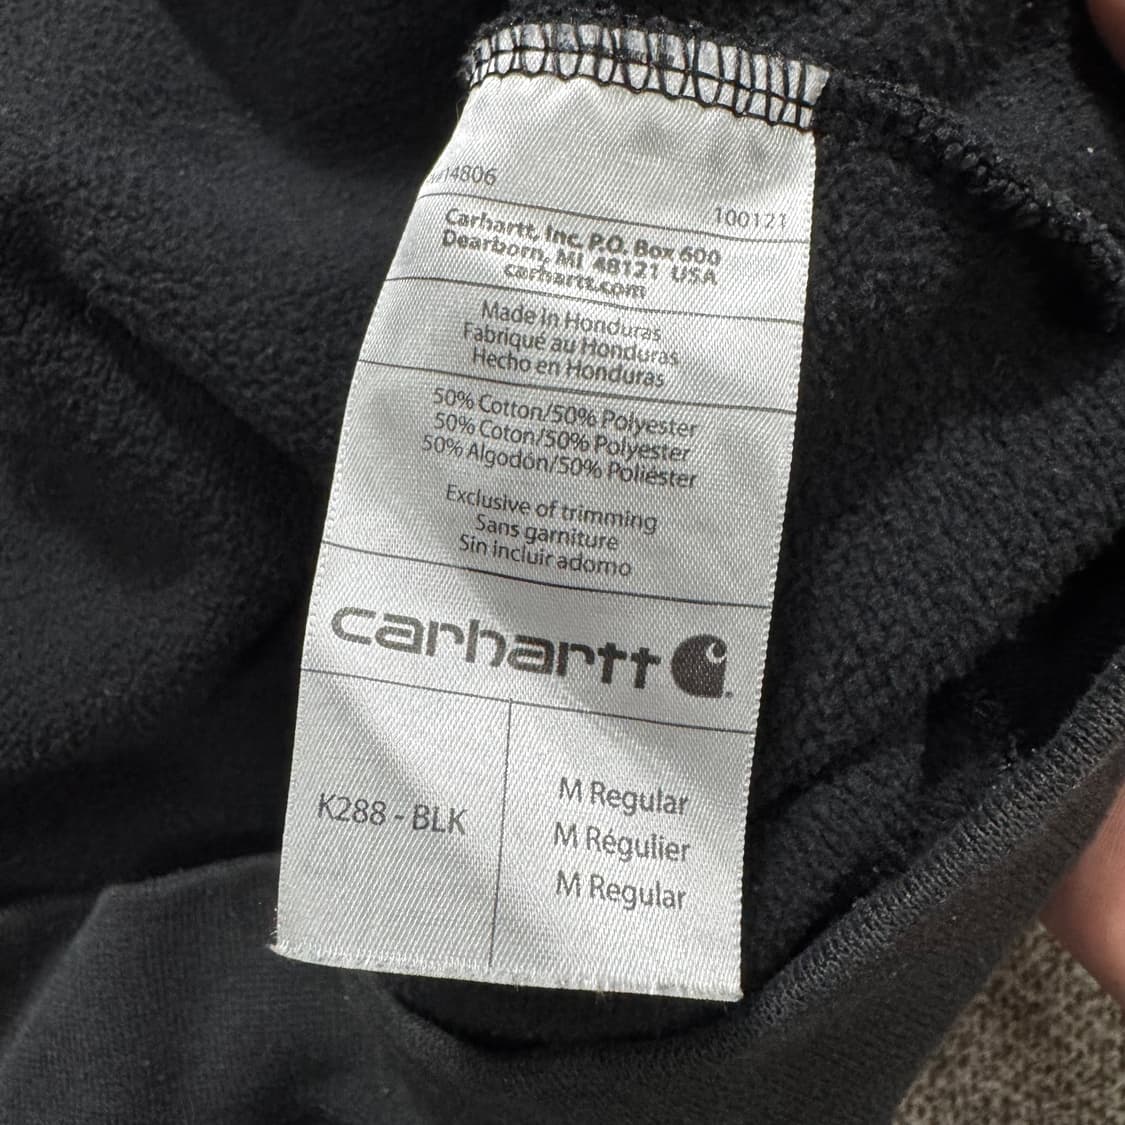 14806
100121
Carhartt, Inc. P.O. Box 600
Dearborn, MI 48121 USA
carhartt.com
Made in Honduras
Fabriqué au Honduras
Hecho en Honduras
50% Cotton/50% Polyester
50% Coton/50% Polyester
50% Algodón/50% Poliéster
Exclusive of trimming
Sans garniture
Sin incluir adorno
carhartt
K288 - BLK
M Regular
M Régulier
M Regular